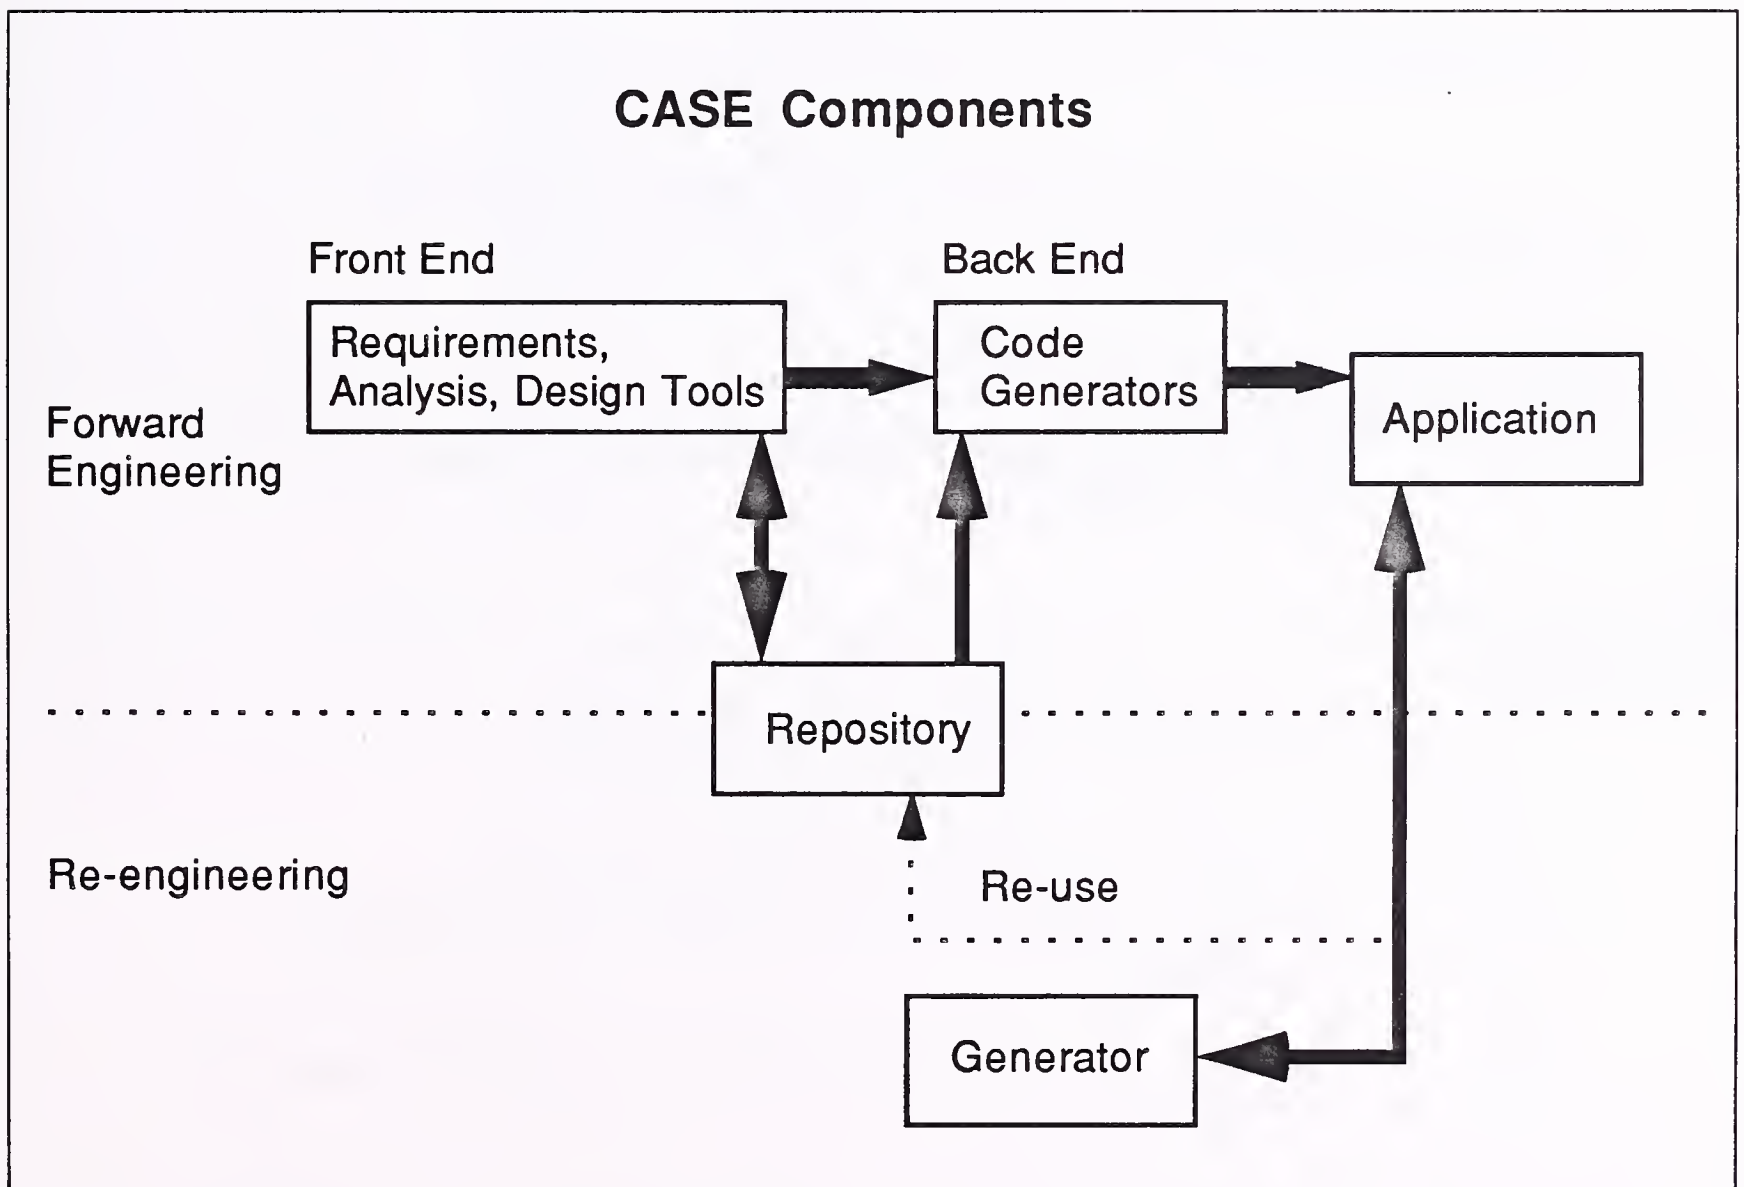 CASE Components
Front End
Back End
Requirements,
Analysis, Design Tools
Code
Generators
Application
Forward
Engineering
Repository
Re-engineering
Re-use
Generator